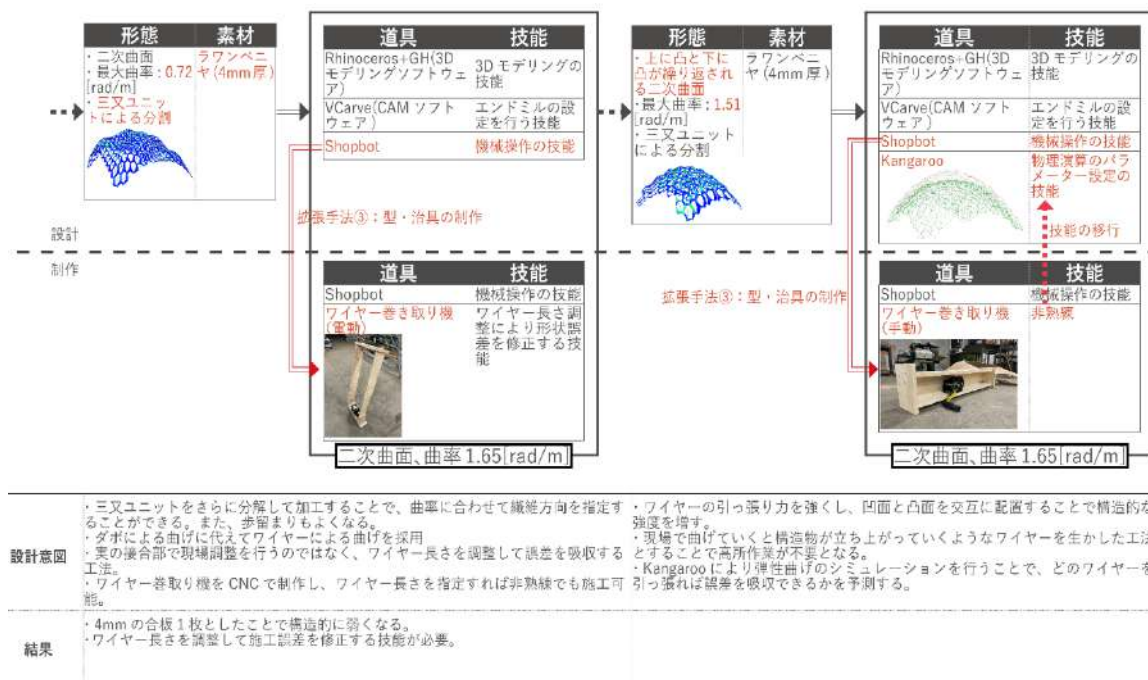 形態 素材
・二次曲面
・最大曲率：0.72
[rad/m]
・三又ユニッ
トによる分割
ラワンベニ
ヤ(4mm厚)
道具 技能
Rhinoceros+GH(3D
モデリングソフトウェ
ア)
3Dモデリングの
技能
VCarve(CAM ソフト
ウェア)
エンドミルの設
定を行う技能
Shopbot 機械操作の技能
形態 素材
・上に凸と下に
凸が繰り返され
る二次曲面
・最大曲率：1.51
[rad/m]
・三又ユニット
による分割
ラワンベニ
ヤ(4mm厚)
道具 技能
Rhinoceros+GH(3D
モデリングソフトウェ
ア)
3Dモデリングの
技能
VCarve(CAM ソフト
ウェア)
エンドミルの設
定を行う技能
Shopbot 機械操作の技能
Kangaroo
物理演算のパラ
メーター設定の
技能
拡張手法③：型・治具の制作
技能の移行
設計
制作
道具 技能
Shopbot 機械操作の技能
ワイヤー巻き取り機
(電動)
ワイヤー長さ調
整により形状誤
差を修正する技
能
二次曲面、曲率1.65[rad/m]
拡張手法③：型・治具の制作
道具 技能
Shopbot 機械操作の技能
ワイヤー巻き取り機
(手動)
非熟練
二次曲面、曲率1.65[rad/m]
設計意図
・三又ユニットをさらに分解して加工することで、曲率に合わせて繊維方向を指定す
ることができる。また、歩留まりもよくなる。
・ダボによる曲げに代えてワイヤーによる曲げを採用
・実の接合部で現場調整を行うのではなく、ワイヤー長さを調整して誤差を吸収する
工法。
・ワイヤー巻取り機を CNC で制作し、ワイヤー長さを指定すれば非熟練でも施工可
能。
・ワイヤーの引っ張り力を強くし、凹面と凸面を交互に配置することで構造的な
強度を増す。
・現場で曲げていくと構造物が立ち上がっていくようなワイヤーを生かした工法
とすることで高所作業が不要となる。
・Kangaroo により弾性曲げのシミュレーションを行うことで、どのワイヤーを
引っ張れば誤差を吸収できるかを予測する。
結果
・4mm の合板1枚としたことで構造的に弱くなる。
・ワイヤー長さを調整して施工誤差を修正する技能が必要。